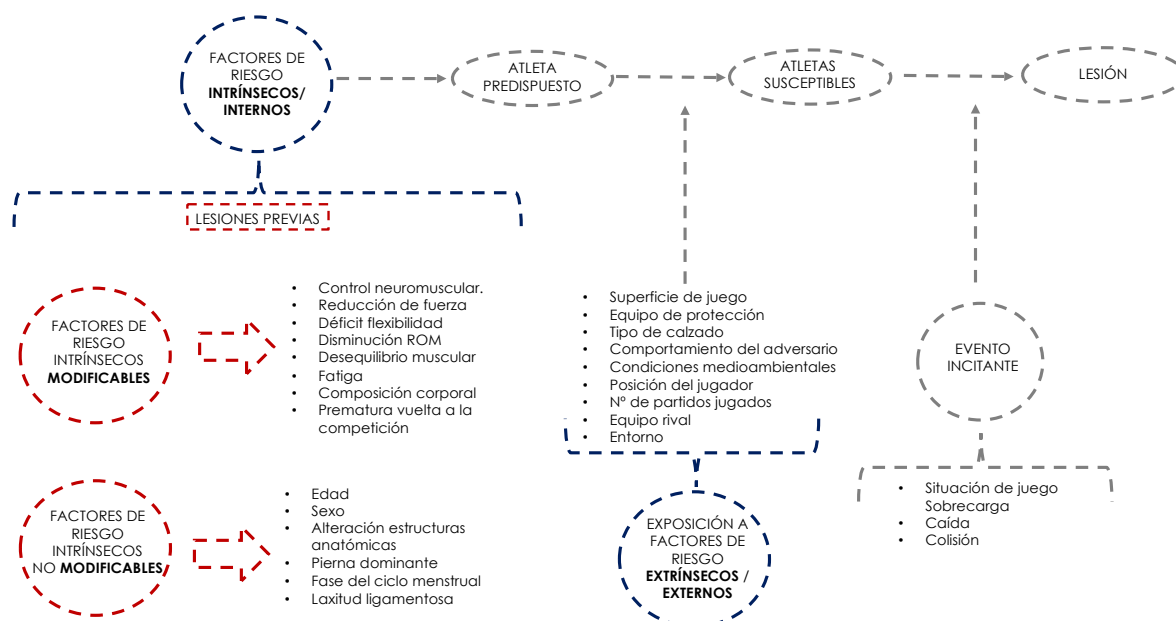 FACTORES DE
RIESGO
INTRÍNSECOS/
INTERNOS
ATLETA
PREDISPUESTO
ATLETAS
SUSCEPTIBLES
LESIÓN
LESIONES PREVIAS
FACTORES DE
RIESGO
INTRÍNSECOS
MODIFICABLES
• Control neuromuscular.
• Reducción de fuerza
• Déficit flexibilidad
• Disminución ROM
• Desequilibrio muscular
• Fatiga
• Composición corporal
• Prematura vuelta a la
competición
• Superficie de juego
• Equipo de protección
• Tipo de calzado
• Comportamiento del adversario
• Condiciones medioambientales
• Posición del jugador
• Nº de partidos jugados
• Equipo rival
• Entorno
EVENTO
INCITANTE
FACTORES DE
RIESGO
INTRÍNSECOS
NO MODIFICABLES
• Edad
• Sexo
• Alteración estructuras
anatómicas
• Pierna dominante
• Fase del ciclo menstrual
• Laxitud ligamentosa
EXPOSICIÓN A
FACTORES DE
RIESGO
EXTRÍNSECOS /
EXTERNOS
• Situación de juego
Sobrecarga
• Caída
• Colisión